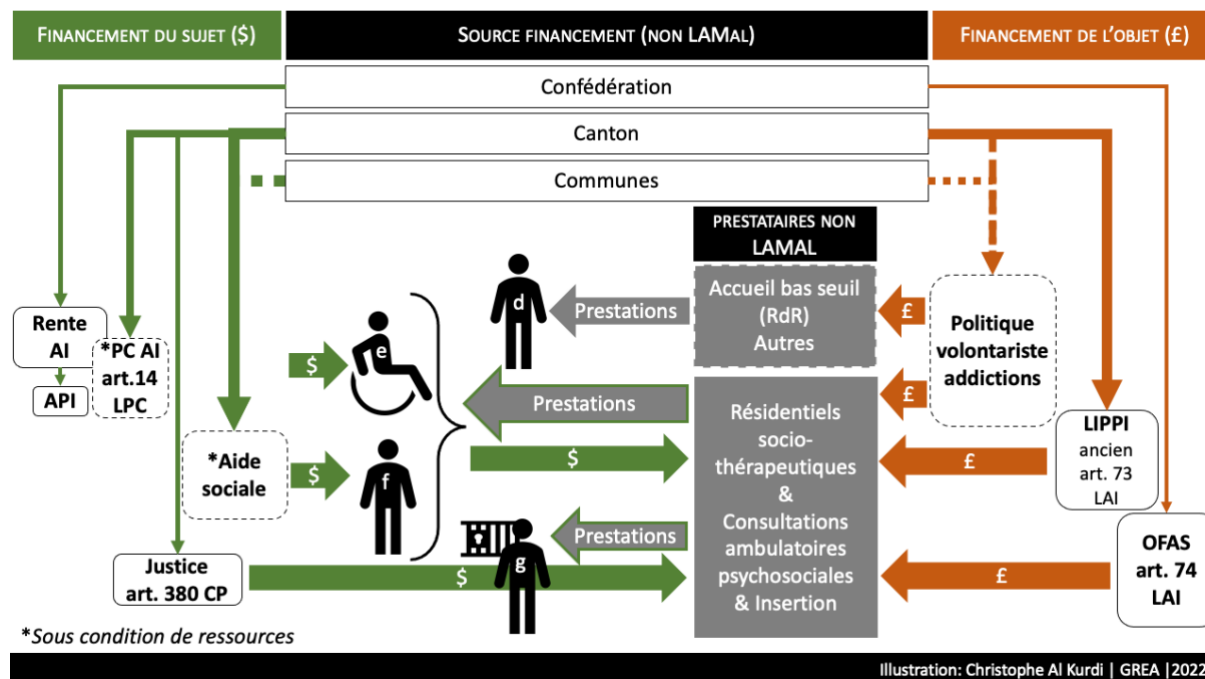 FINANCEMENT DU SUJET ($)
SOURCE FINANCEMENT (NON LAMAL)
FINANCEMENT DE L'OBJET (£)
Confédération
Canton
Communes
PRESTATAIRES NON
LAMAL
Rente
AI
API
*PC AI
art.14
LPC
*Aide
sociale
Justice
art. 380 CP
$
$
e
f
d
g
Prestations
Prestations
$
Prestations
$
Accueil bas seuil
(RdR)
Autres
Résidentiels
socio-
thérapeutiques
&
Consultations
ambulatoires
psychosociales
& Insertion
£
£
£
£
Politique
volontariste
addictions
LIPPI
ancien
art. 73
LAI
OFAS
art. 74
LAI
*Sous condition de ressources
Illustration: Christophe Al Kurdi | GREA |2022